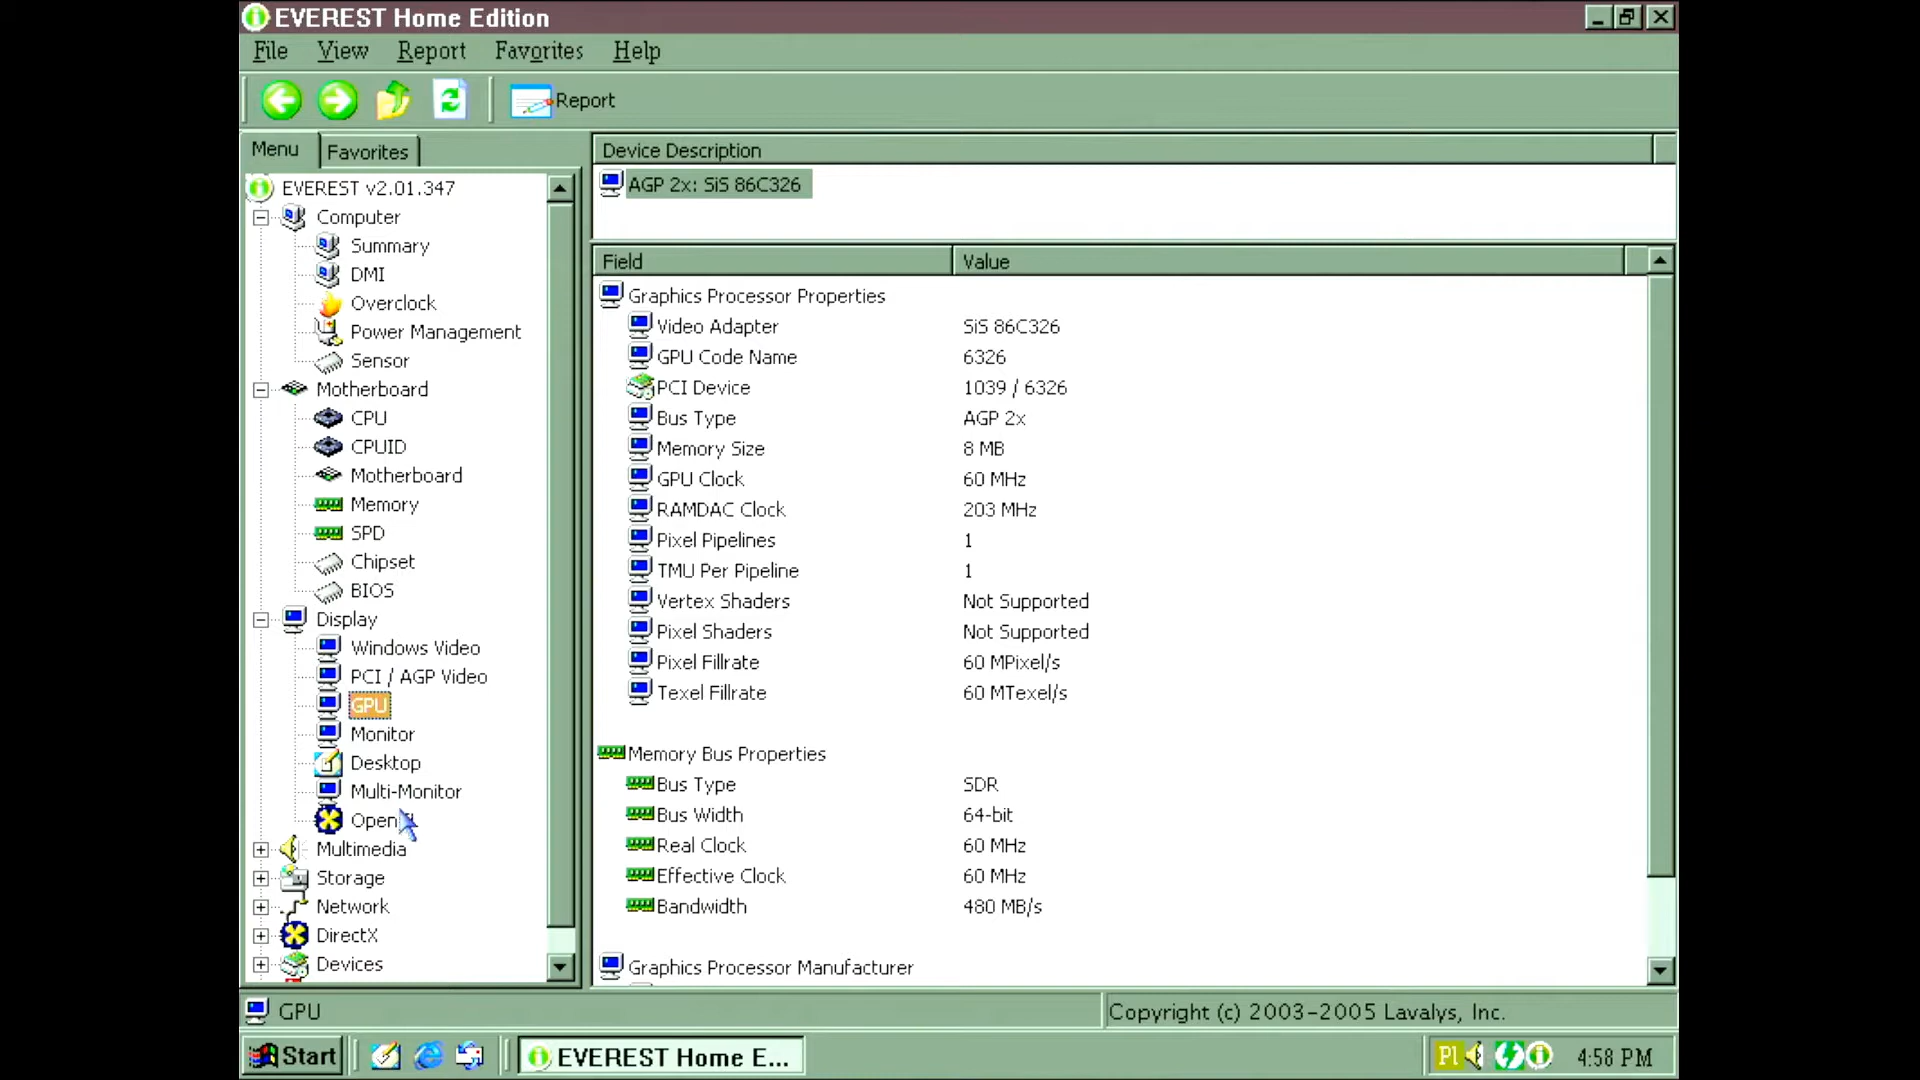 EVEREST Home Edition
File View Report Favorites Help
Report
Menu Favorites
EVEREST v2.01.347
Computer
Summary
DMI
Overclock
Power Management
Sensor
Motherboard
CPU
CPUID
Motherboard
Memory
SPD
Chipset
BIOS
Display
Windows Video
PCI / AGP Video
GPU
Monitor
Desktop
Multi-Monitor
Multimedia
Storage
Network
DirectX
Devices
Device Description
AGP 2x: SiS 86C326
Field Value
Graphics Processor Properties
Video Adapter SiS 86C326
GPU Code Name 6326
PCI Device 1039 / 6326
Bus Type AGP 2x
Memory Size 8 MB
GPU Clock 60 MHz
RAMDAC Clock 203 MHz
Pixel Pipelines 1
TMU Per Pipeline 1
Vertex Shaders Not Supported
Pixel Shaders Not Supported
Pixel Fillrate 60 MPixel/s
Texel Fillrate 60 MTexel/s
Memory Bus Properties
Bus Type SDR
Bus Width 64-bit
Real Clock 60 MHz
Effective Clock 60 MHz
Bandwidth 480 MB/s
Graphics Processor Manufacturer
GPU
Copyright (c) 2003-2005 Lavalys, Inc.
Start EVEREST Home E... Pl 4:58 PM